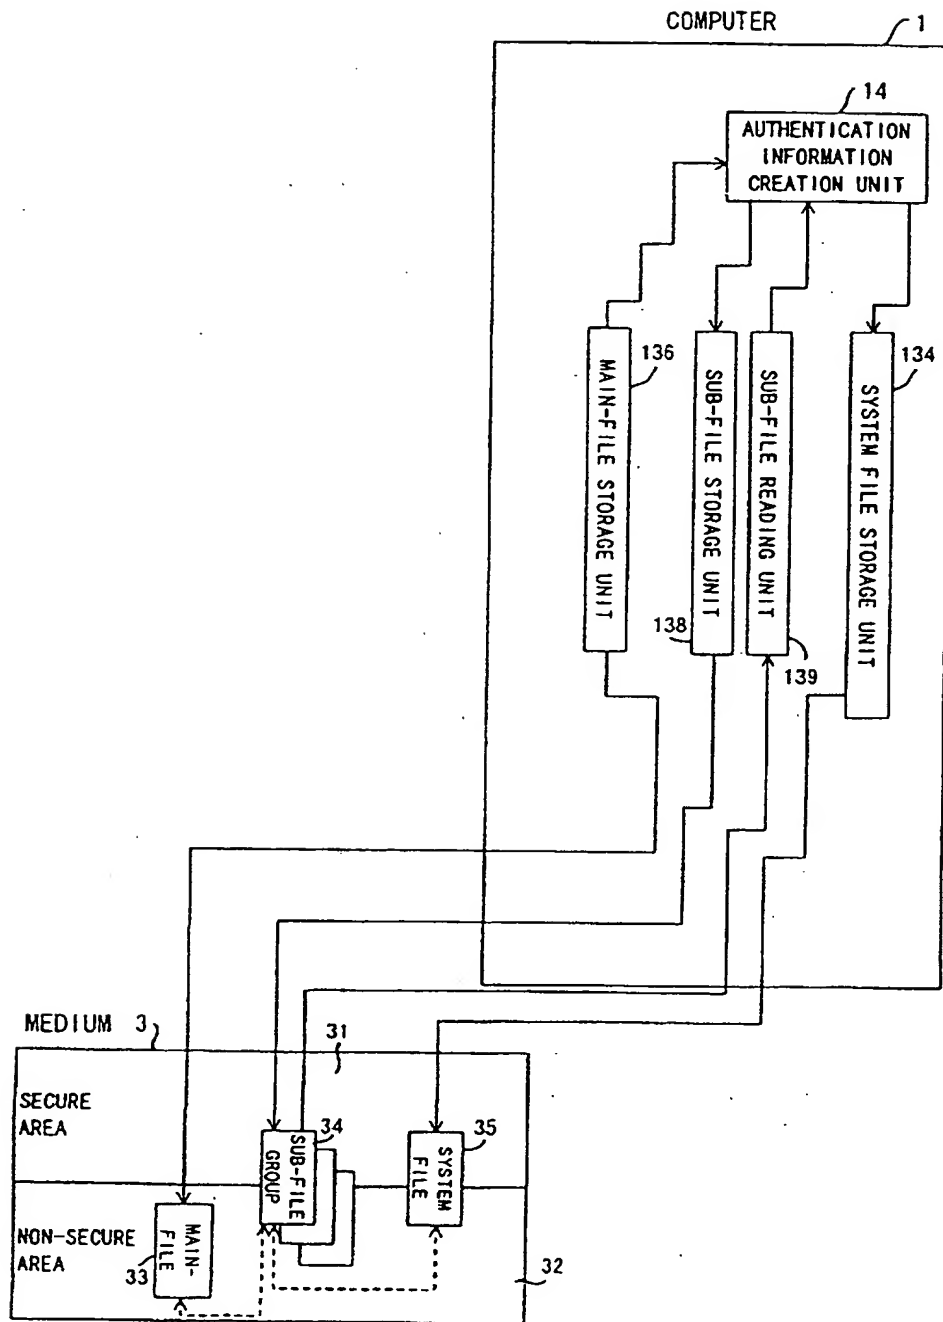 COMPUTER
1
14
AUTHENTICATION
INFORMATION
CREATION UNIT
136
MAIN-FILE STORAGE UNIT
SUB-FILE STORAGE UNIT
138
SUB-FILE READING UNIT
139
134
SYSTEM FILE STORAGE UNIT
MEDIUM 3
31
SECURE
AREA
34
SUB-FILE
GROUP
35
SYSTEM
FILE
NON-SECURE
AREA
MAIN-
FILE
33
32